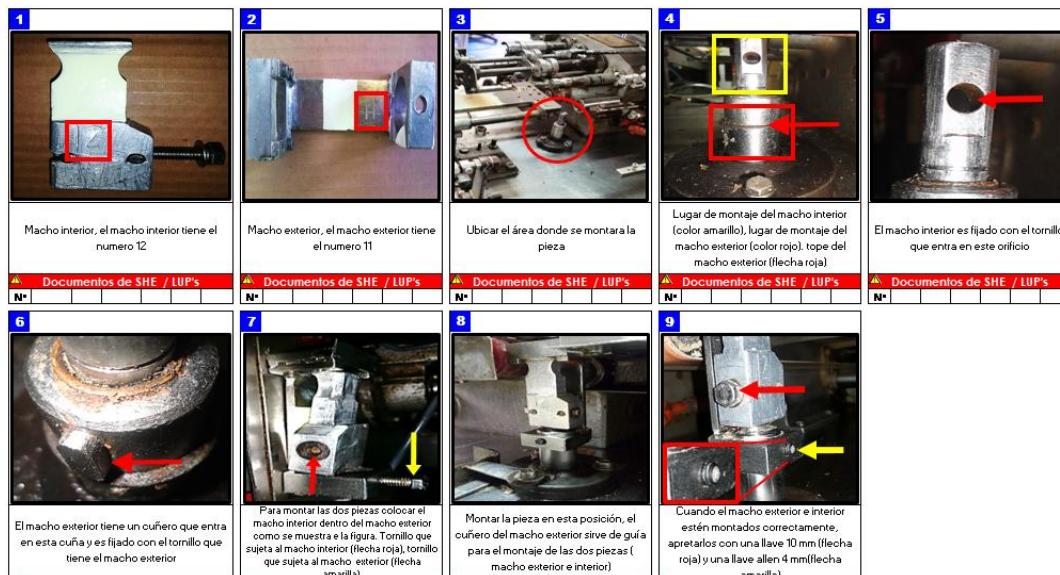 1
Macho interior, el macho interior tiene el
numero 12
Documentos de SHE / LUP's
Nº
2
Macho exterior, el macho exterior tiene
el numero 11
Documentos de SHE / LUP's
Nº
3
Ubicar el área donde se montara la
pieza
Documentos de SHE / LUP's
Nº
4
Lugar de montaje del macho interior
(color amarillo), lugar de montaje del
macho exterior (color rojo). tope del
macho exterior (flecha roja)
Documentos de SHE / LUP's
Nº
5
El macho interior es fijado con el tornillo
que entra en este orificio
Documentos de SHE / LUP's
Nº
6
El macho exterior tiene un cuñero que entra
en esta cuña y es fijado con el tornillo que
tiene el macho exterior
7
Para montar las dos piezas colocar el
macho interior dentro del macho exterior
como se muestra e la figura. Tornillo que
sujeta al macho interior (flecha roja), tornillo
que sujeta al macho exterior (flecha
amarilla)
8
Montar la pieza en esta posición, el
cuñero del macho exterior sirve de guía
para el montaje de las dos piezas (
macho exterior e interior)
9
Cuando el macho exterior e interior
estén montados correctamente,
apretarlos con una llave 10 mm (flecha
roja) y una llave allen 4 mm(flecha
amarilla)